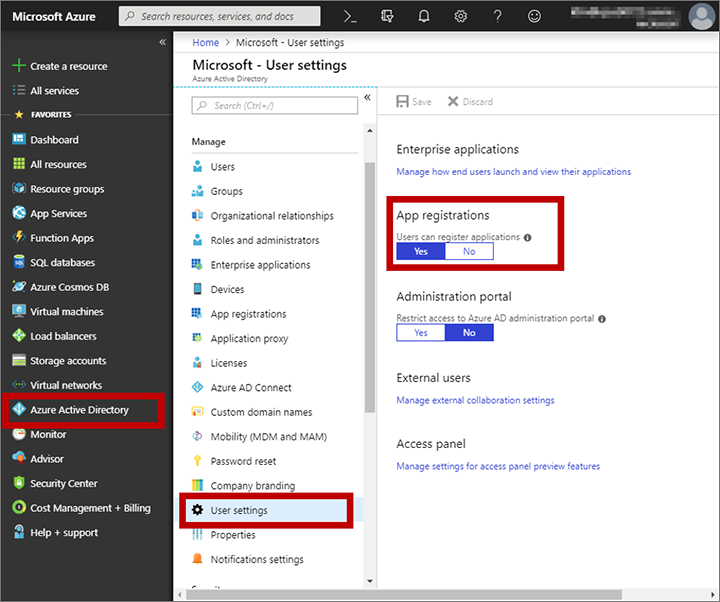 Microsoft Azure
Search resources, services, and docs
Home > Microsoft - User settings
Microsoft - User settings
Azure Active Directory
Create a resource
All services
FAVORITES
Dashboard
All resources
Resource groups
App Services
Function Apps
SQL databases
Azure Cosmos DB
Virtual machines
Load balancers
Storage accounts
Virtual networks
Azure Active Directory
Monitor
Advisor
Security Center
Cost Management + Billing
Help + support
Search (Ctrl+/)
Manage
Users
Groups
Organizational relationships
Roles and administrators
Enterprise applications
Devices
App registrations
Application proxy
Licenses
Azure AD Connect
Custom domain names
Mobility (MDM and MAM)
Password reset
Company branding
User settings
Properties
Notifications settings
Save Discard
Enterprise applications
Manage how end users launch and view their applications
App registrations
Users can register applications
Yes No
Administration portal
Restrict access to Azure AD administration portal
Yes No
External users
Manage external collaboration settings
Access panel
Manage settings for access panel preview features